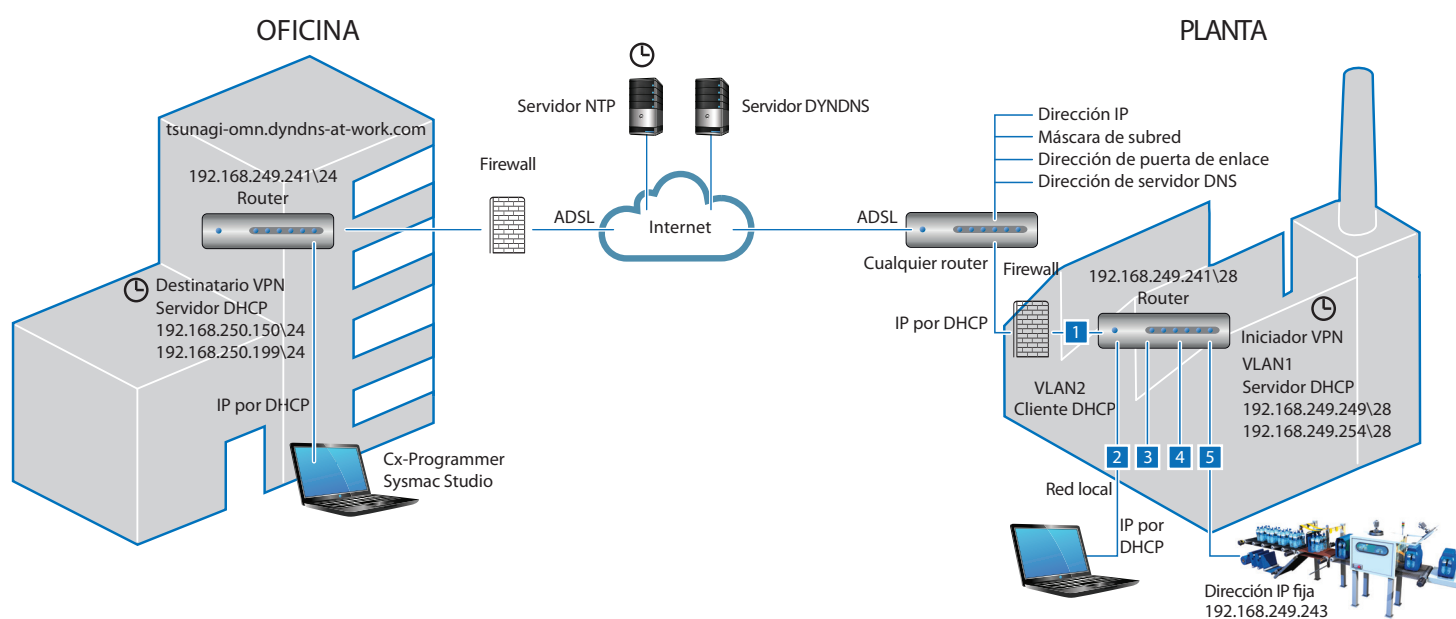 OFICINA
PLANTA
Servidor NTP
Servidor DYNDNS
tsunagi-omn.dyndns-at-work.com
192.168.249.241\24
Router
Firewall
ADSL
Internet
ADSL
Dirección IP
Máscara de subred
Dirección de puerta de enlace
Dirección de servidor DNS
Cualquier router
Firewall
192.168.249.241\28
Router
Destinatario VPN
Servidor DHCP
192.168.250.150\24
192.168.250.199\24
IP por DHCP
Cx-Programmer
Sysmac Studio
IP por DHCP
1
Iniciador VPN
VLAN1
Servidor DHCP
192.168.249.249\28
192.168.249.254\28
VLAN2
Cliente DHCP
2
3
4
5
Red local
IP por
DHCP
Dirección IP fija
192.168.249.243